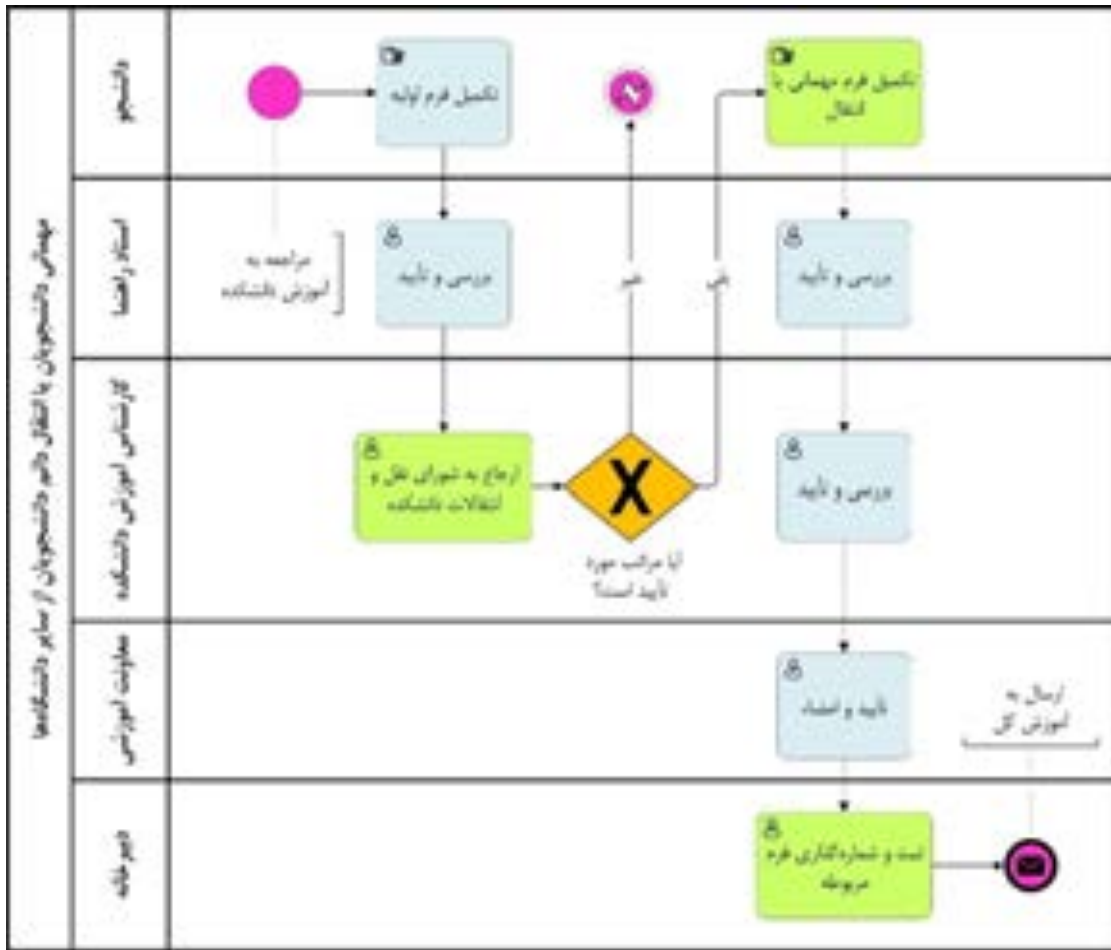 مهمانی دانشجویان یا انتقال دائم دانشجویان از سایر دانشگاه‌ها
دانشجو
تکمیل فرم اولیه
تکمیل فرم مهمانی یا
انتقال
استاد راهنما
مراجعه به
آموزش دانشکده
بررسی و تأیید
خیر
بلی
بررسی و تأیید
کارشناس آموزش دانشکده
ارجاع به شورای نقل و
انتقالات دانشکده
آیا مراتب مورد
تأیید است؟
بررسی و تأیید
معاونت آموزشی
تأیید و امضاء
ارسال به
آموزش کل
دبیرخانه
ثبت و شماره‌گذاری فرم
مربوطه